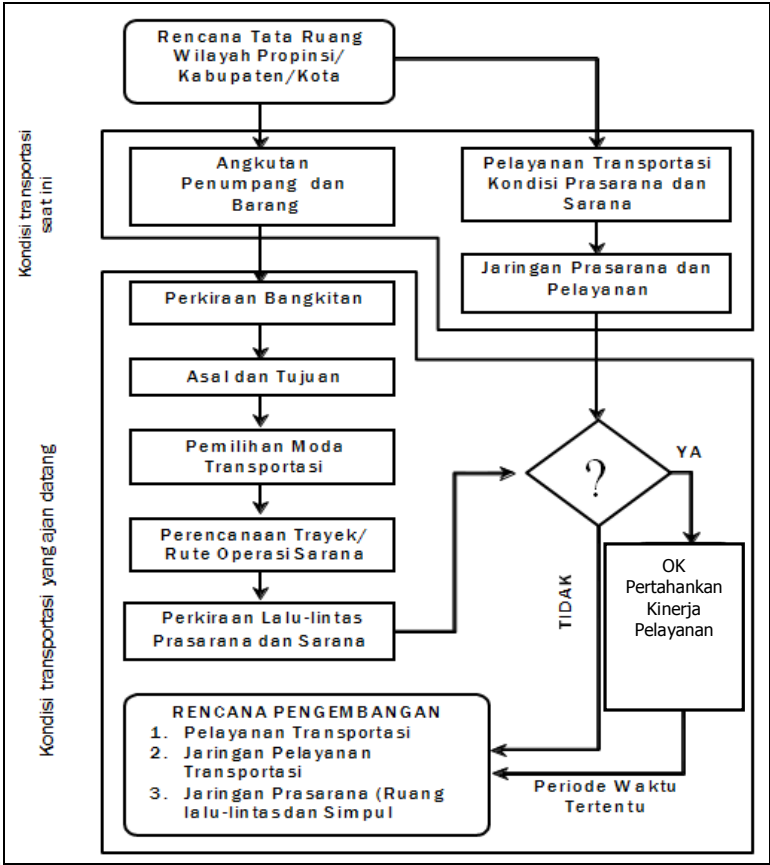 Rencana Tata Ruang
Wilayah Propinsi/
Kabupaten/Kota
Kondisi transportasi
saat ini
Angkutan
Penumpang dan
Barang
Pelayanan Transportasi
Kondisi Prasarana dan
Sarana
Jaringan Prasarana dan
Pelayanan
Kondisi transportasi yang ajan datang
Perkiraan Bangkitan
Asal dan Tujuan
Pemilihan Moda
Transportasi
Perencanaan Trayek/
Rute Operasi Sarana
Perkiraan Lalu-lintas
Prasarana dan Sarana
?
YA
TIDAK
OK
Pertahankan
Kinerja
Pelayanan
RENCANA PENGEMBANGAN
1. Pelayanan Transportasi
2. Jaringan Pelayanan
Transportasi
3. Jaringan Prasarana (Ruang
lalu-lintas dan Simpul
Periode Waktu
Tertentu